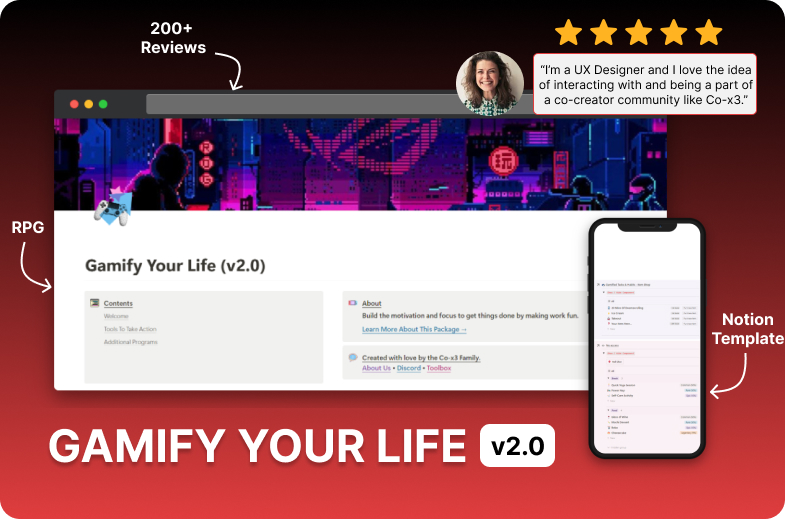 200+
Reviews
“I’m a UX Designer and I love the idea
of interacting with and being a part of
a co-creator community like Co-x3.”
RPG
Gamify Your Life (v2.0)
Contents
Welcome
Tools To Take Action
Additional Programs
About
Build the motivation and focus to get things done by making work fun.
Learn More About This Package →
Created with love by the Co-x3 Family.
About Us • Discord • Toolbox
Notion
Template
GAMIFY YOUR LIFE v2.0